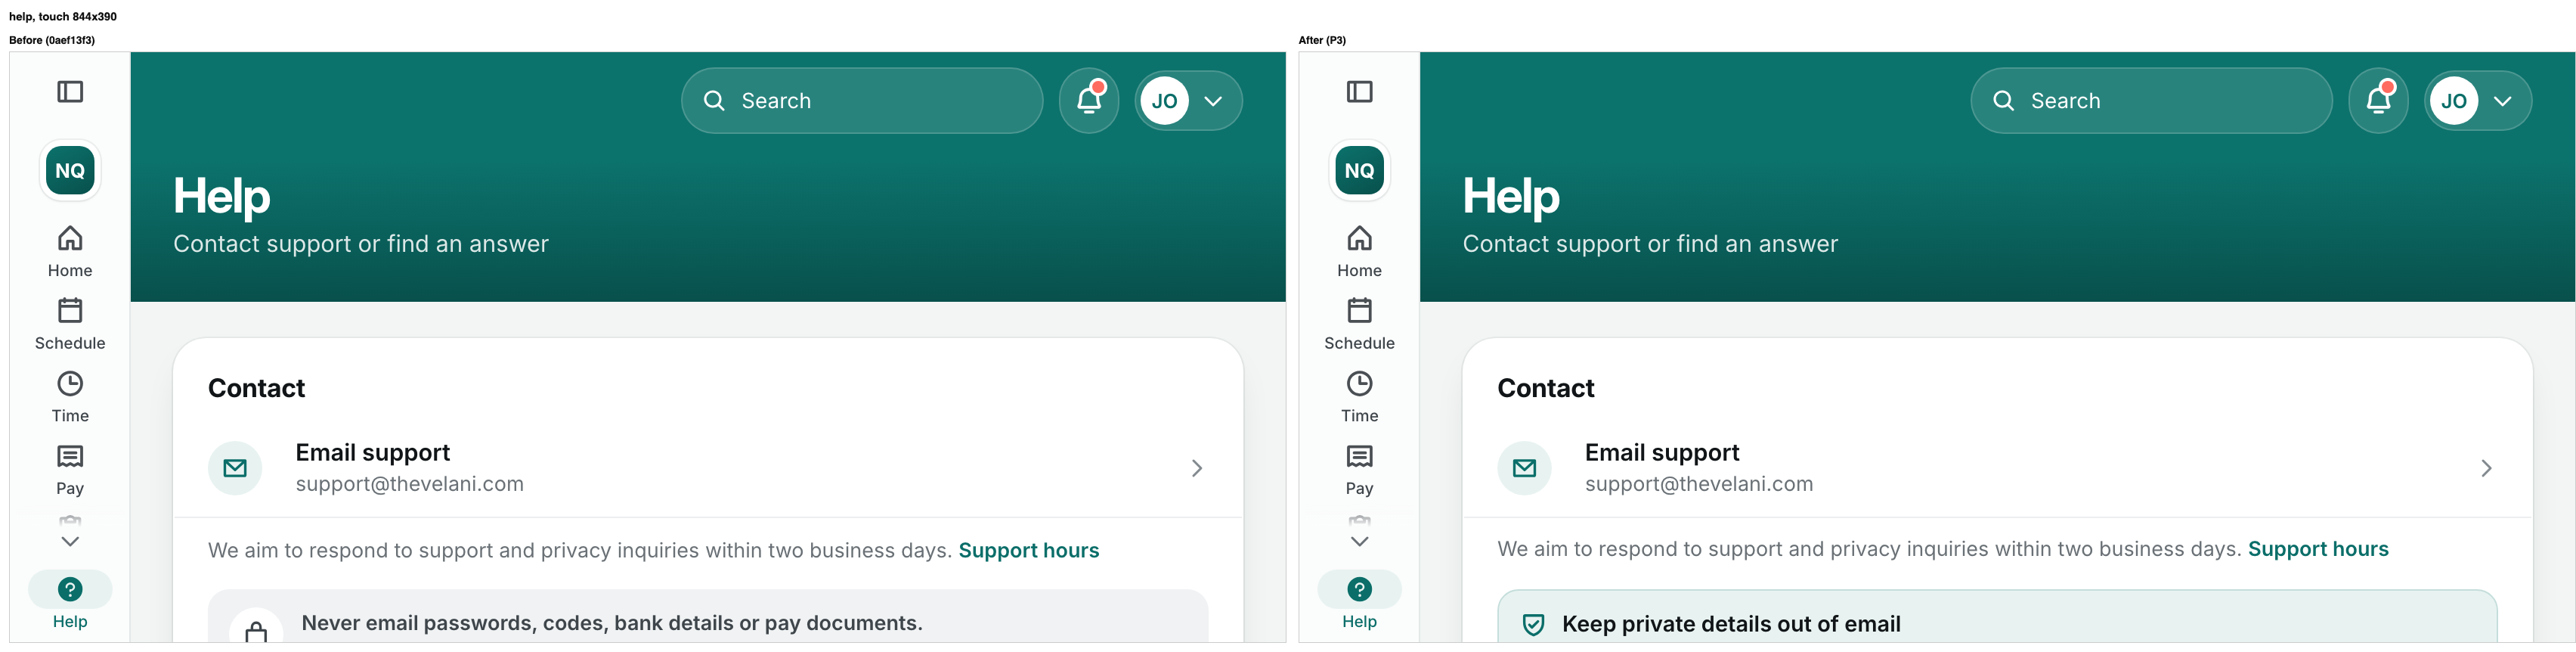 help, touch 844x390
Before (0aef13f3)
NQ
Home
Schedule
Time
Pay
Help
Search
JO
Help
Contact support or find an answer
Contact
Email support
support@thevelani.com
We aim to respond to support and privacy inquiries within two business days. Support hours
Never email passwords, codes, bank details or pay documents.
After (P3)
NQ
Home
Schedule
Time
Pay
Help
Search
JO
Help
Contact support or find an answer
Contact
Email support
support@thevelani.com
We aim to respond to support and privacy inquiries within two business days. Support hours
Keep private details out of email